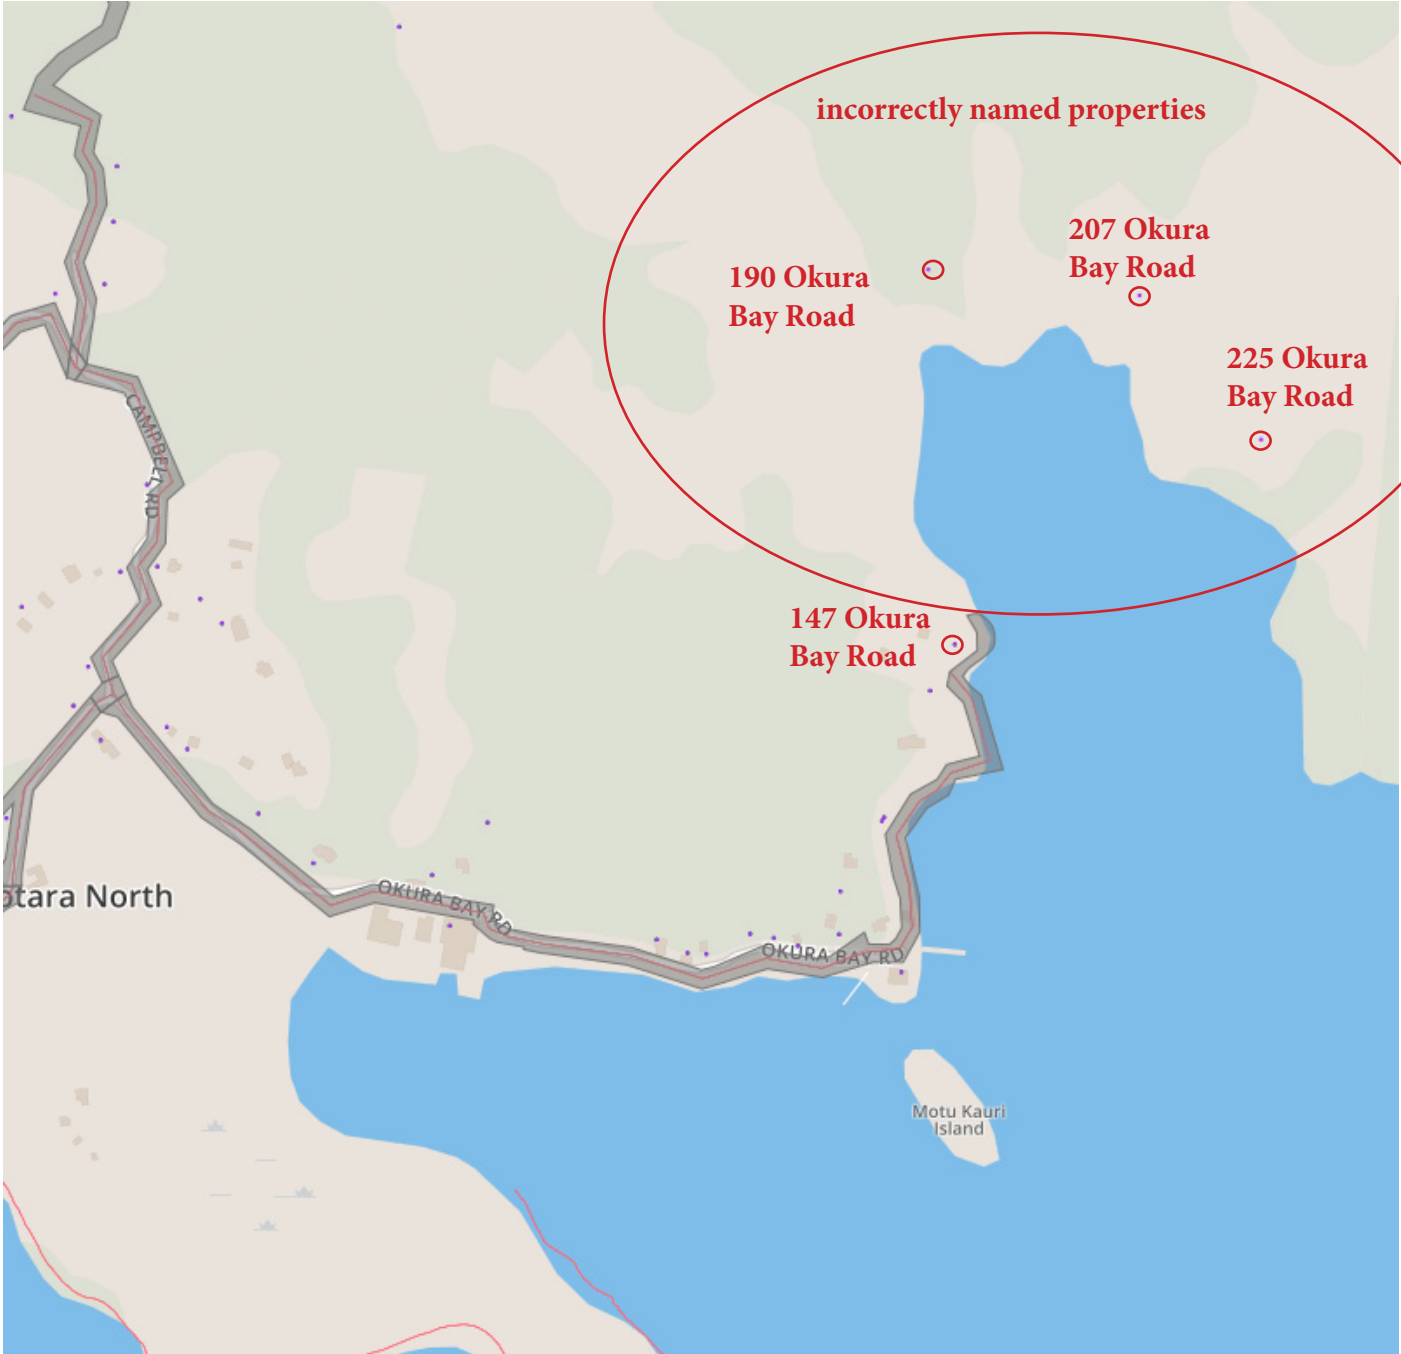 incorrectly named properties
207 Okura
Bay Road
190 Okura
Bay Road
225 Okura
Bay Road
CAMPBELL RD
147 Okura
Bay Road
otara North
OKURA BAY RD
OKURA BAY RD
Motu Kauri
Island